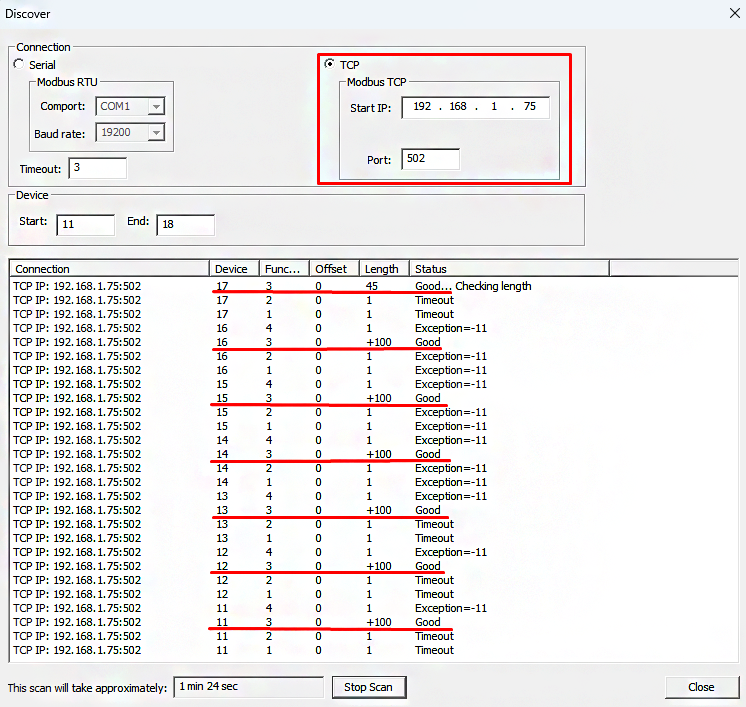 Discover
Connection
Serial
Modbus RTU
Comport: COM1
Baud rate: 19200
Timeout: 3
TCP
Modbus TCP
Start IP: 192 . 168 . 1 . 75
Port: 502
Device
Start: 11 End: 18
Connection Device Func... Offset Length Status
TCP IP: 192.168.1.75:502 17 3 0 45 Good... Checking length
TCP IP: 192.168.1.75:502 17 2 0 1 Timeout
TCP IP: 192.168.1.75:502 17 1 0 1 Timeout
TCP IP: 192.168.1.75:502 16 4 0 1 Exception=-11
TCP IP: 192.168.1.75:502 16 3 0 +100 Good
TCP IP: 192.168.1.75:502 16 2 0 1 Exception=-11
TCP IP: 192.168.1.75:502 16 1 0 1 Exception=-11
TCP IP: 192.168.1.75:502 15 4 0 1 Exception=-11
TCP IP: 192.168.1.75:502 15 3 0 +100 Good
TCP IP: 192.168.1.75:502 15 2 0 1 Exception=-11
TCP IP: 192.168.1.75:502 15 1 0 1 Exception=-11
TCP IP: 192.168.1.75:502 14 4 0 1 Exception=-11
TCP IP: 192.168.1.75:502 14 3 0 +100 Good
TCP IP: 192.168.1.75:502 14 2 0 1 Exception=-11
TCP IP: 192.168.1.75:502 14 1 0 1 Exception=-11
TCP IP: 192.168.1.75:502 13 4 0 1 Exception=-11
TCP IP: 192.168.1.75:502 13 3 0 +100 Good
TCP IP: 192.168.1.75:502 13 2 0 1 Timeout
TCP IP: 192.168.1.75:502 13 1 0 1 Timeout
TCP IP: 192.168.1.75:502 12 4 0 1 Exception=-11
TCP IP: 192.168.1.75:502 12 3 0 +100 Good
TCP IP: 192.168.1.75:502 12 2 0 1 Timeout
TCP IP: 192.168.1.75:502 12 1 0 1 Timeout
TCP IP: 192.168.1.75:502 11 4 0 1 Exception=-11
TCP IP: 192.168.1.75:502 11 3 0 +100 Good
TCP IP: 192.168.1.75:502 11 2 0 1 Timeout
TCP IP: 192.168.1.75:502 11 1 0 1 Timeout
This scan will take approximately: 1 min 24 sec Stop Scan Close